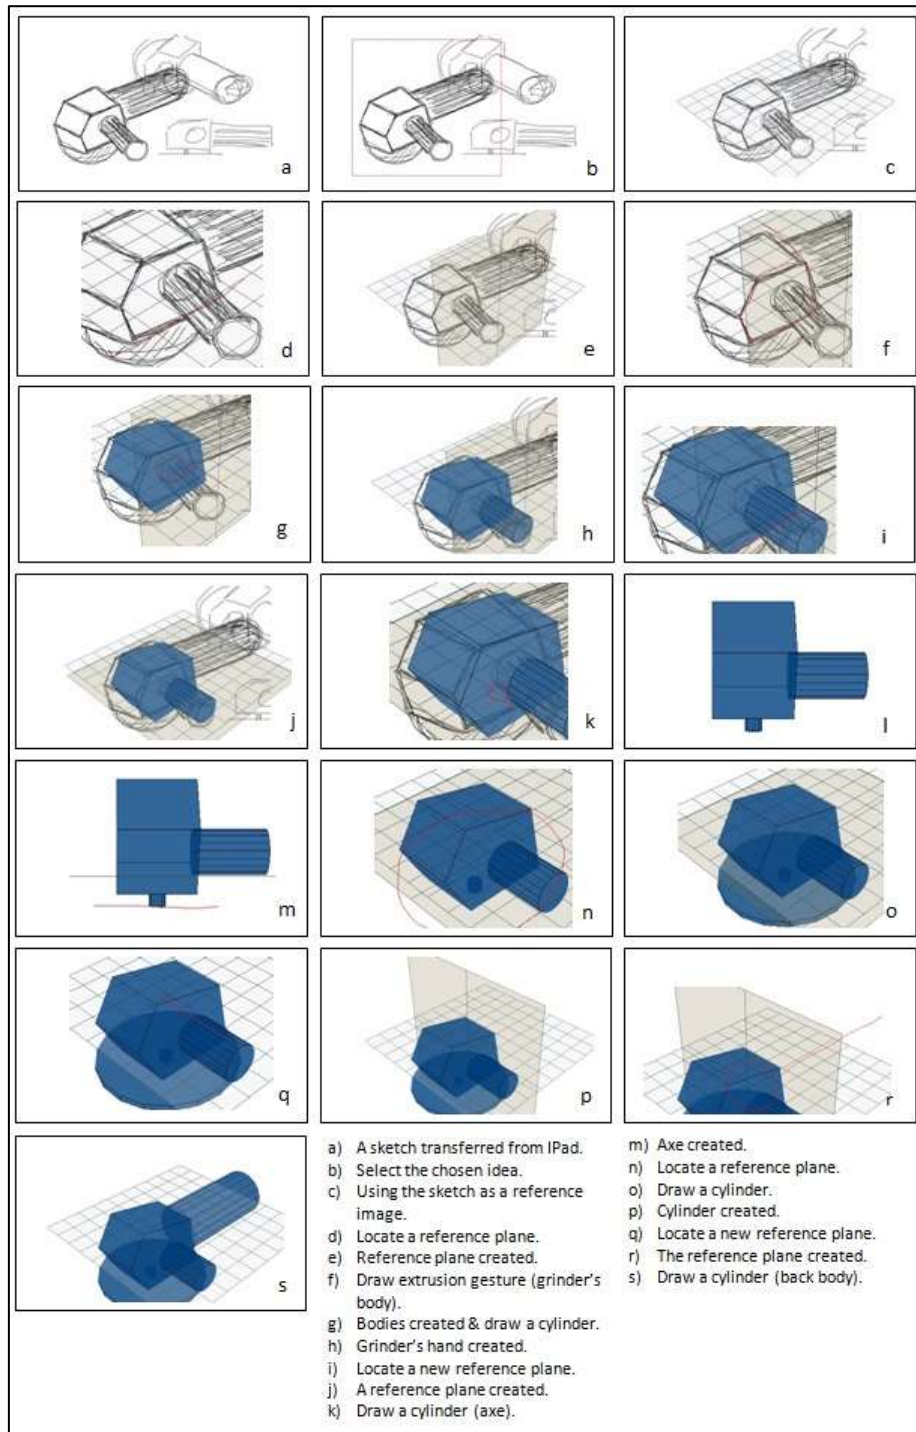 a
b
c
d
e
f
g
h
i
j
k
l
m
n
o
q
p
r
s
a) A sketch transferred from IPad.
b) Select the chosen idea.
c) Using the sketch as a reference
image.
d) Locate a reference plane.
e) Reference plane created.
f) Draw extrusion gesture (grinder's
body).
g) Bodies created & draw a cylinder.
h) Grinder's hand created.
i) Locate a new reference plane.
j) A reference plane created.
k) Draw a cylinder (axe).
m) Axe created.
n) Locate a reference plane.
o) Draw a cylinder.
p) Cylinder created.
q) Locate a new reference plane.
r) The reference plane created.
s) Draw a cylinder (back body).